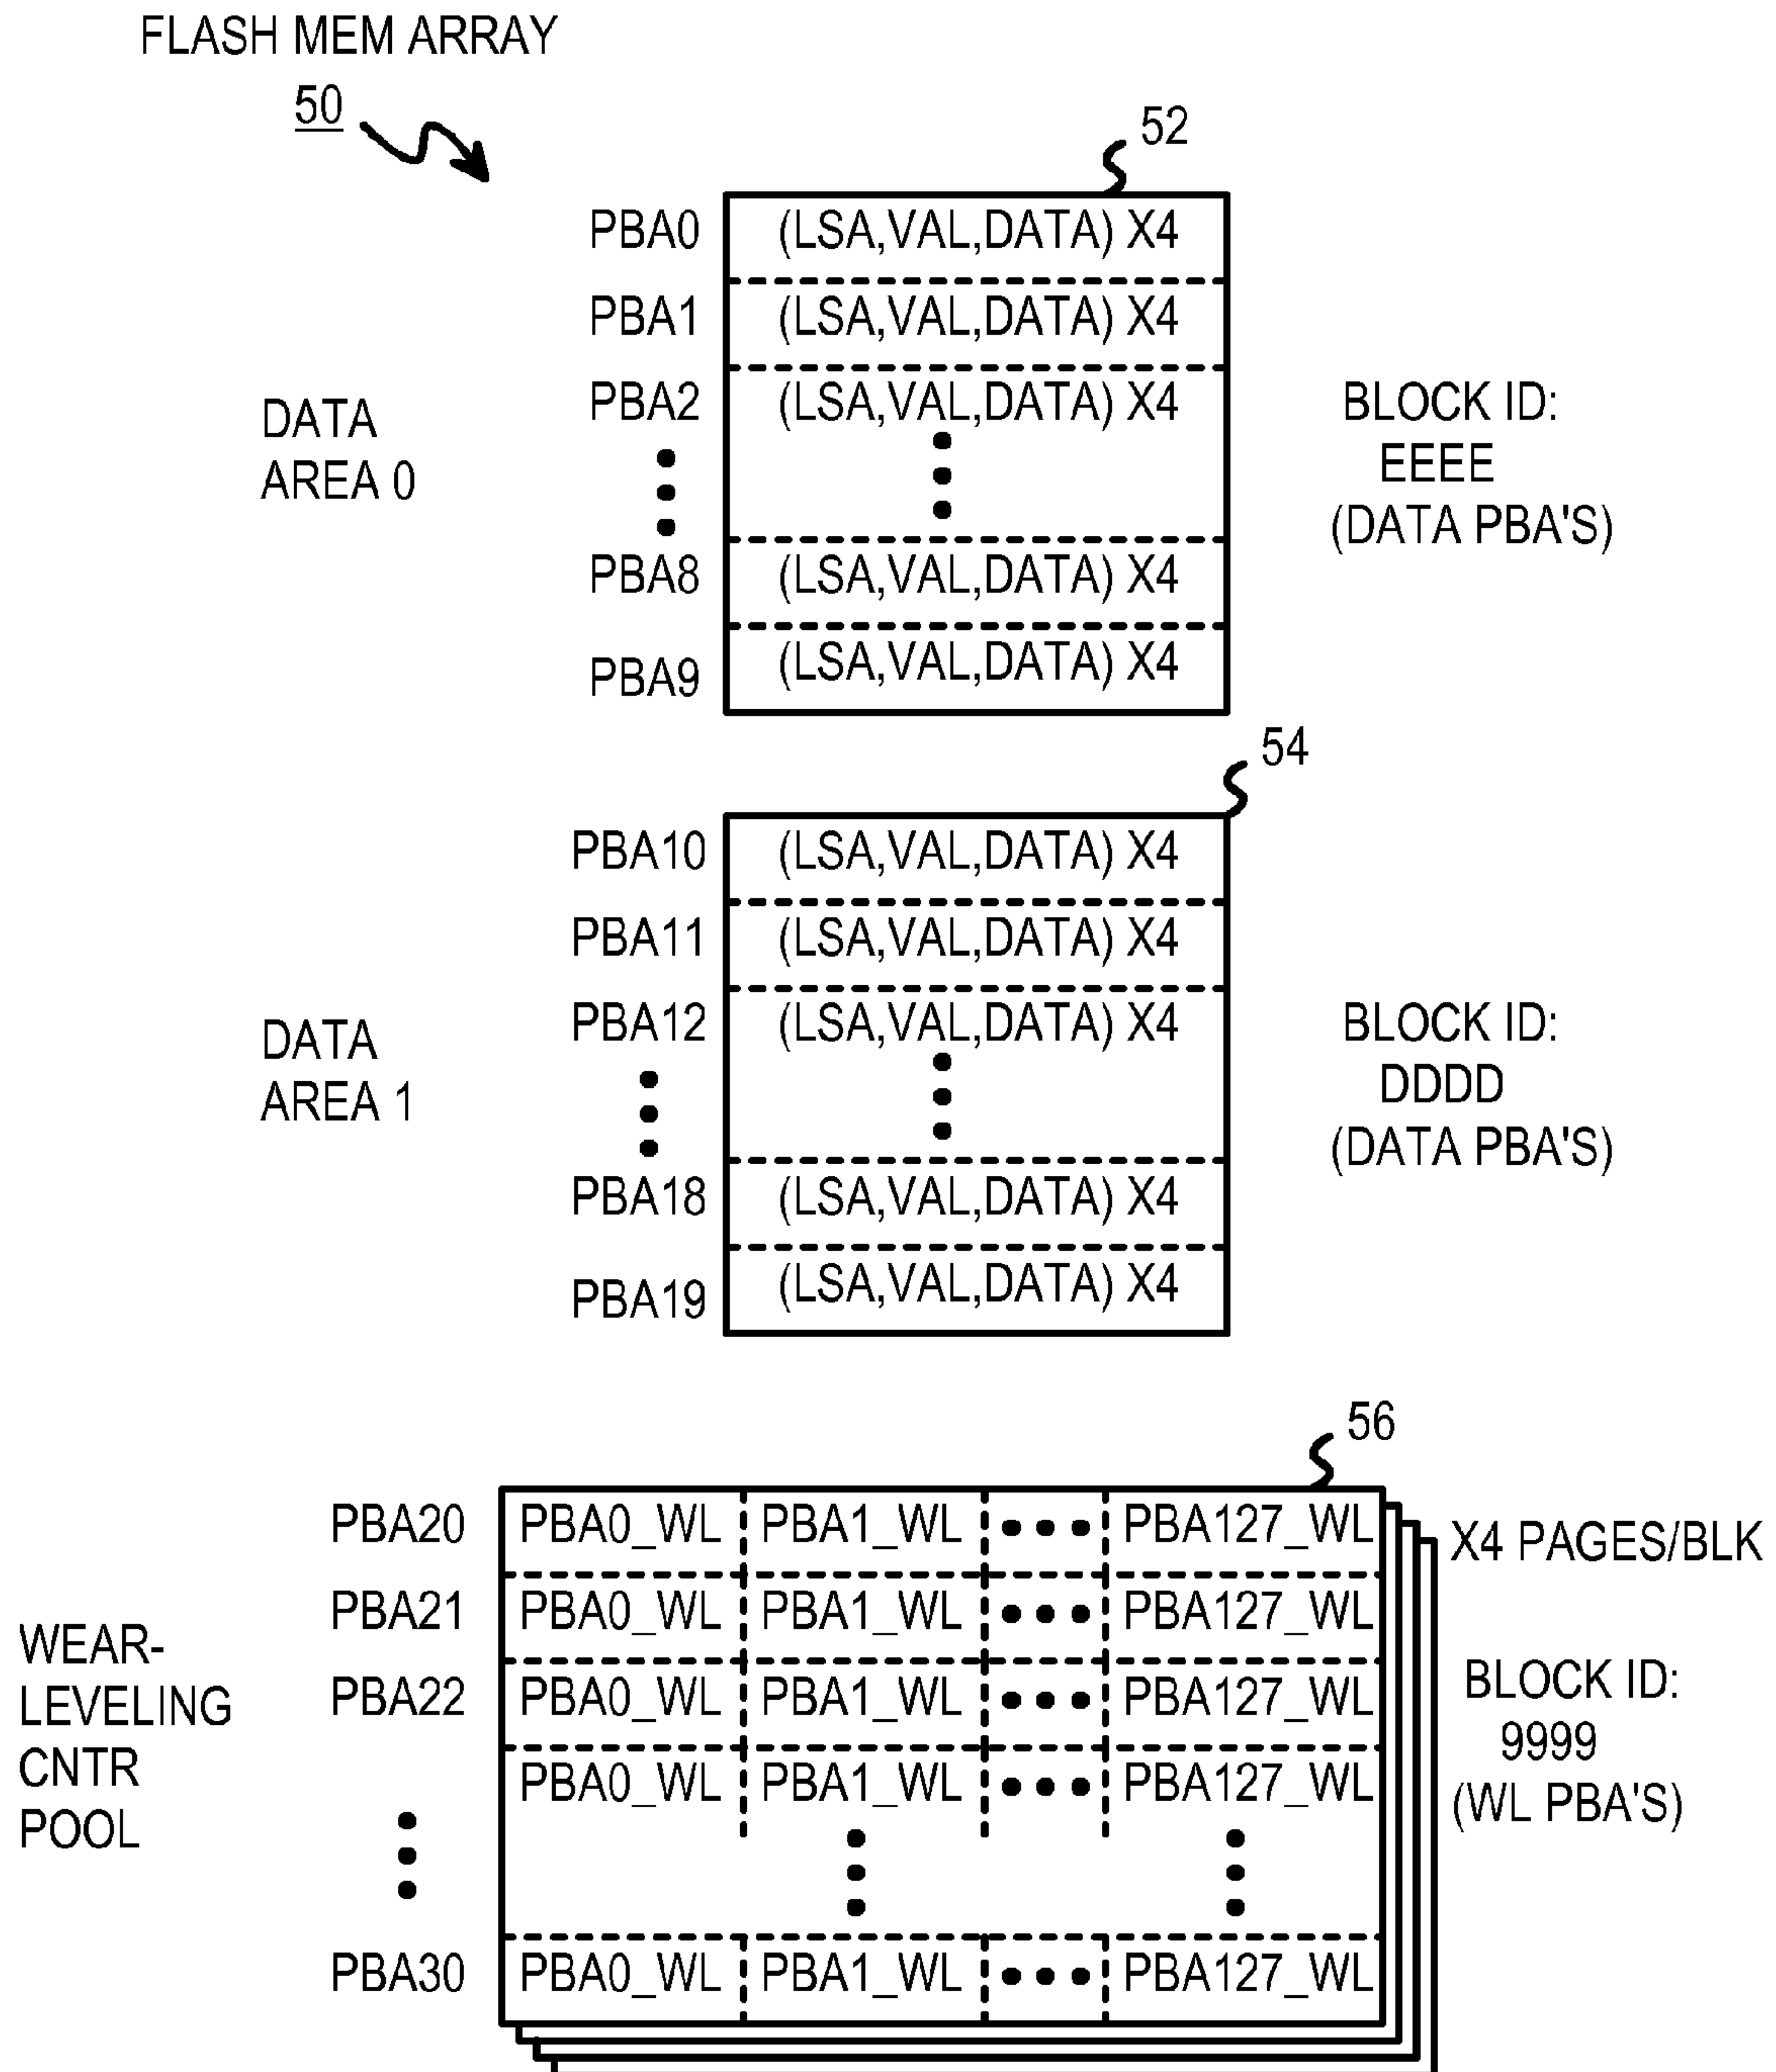 FLASH MEM ARRAY
50
52
PBA0 (LSA,VAL,DATA) X4
PBA1 (LSA,VAL,DATA) X4
PBA2 (LSA,VAL,DATA) X4
PBA8 (LSA,VAL,DATA) X4
PBA9 (LSA,VAL,DATA) X4
DATA
AREA 0
BLOCK ID:
EEEE
(DATA PBA'S)
54
PBA10 (LSA,VAL,DATA) X4
PBA11 (LSA,VAL,DATA) X4
PBA12 (LSA,VAL,DATA) X4
PBA18 (LSA,VAL,DATA) X4
PBA19 (LSA,VAL,DATA) X4
DATA
AREA 1
BLOCK ID:
DDDD
(DATA PBA'S)
56
PBA20 PBA0_WL PBA1_WL PBA127_WL
PBA21 PBA0_WL PBA1_WL PBA127_WL
PBA22 PBA0_WL PBA1_WL PBA127_WL
PBA0_WL PBA1_WL PBA127_WL
PBA30 PBA0_WL PBA1_WL PBA127_WL
WEAR-
LEVELING
CNTR
POOL
X4 PAGES/BLK
BLOCK ID:
9999
(WL PBA'S)